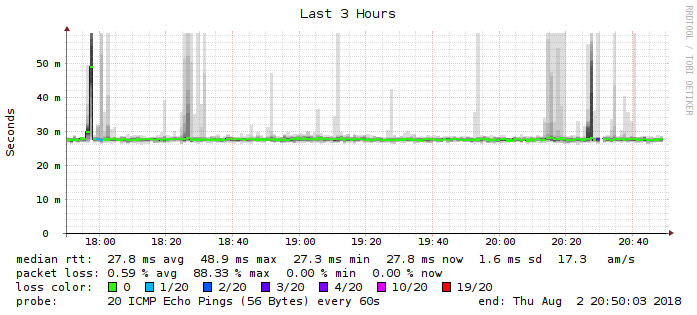 Last 3 Hours
RRDTOOL / TOBI OETIKER
Seconds
50 m
40 m
30 m
20 m
10 m
0
18:00 18:20 18:40 19:00 19:20 19:40 20:00 20:20 20:40
median rtt: 27.8 ms avg 48.9 ms max 27.3 ms min 27.8 ms now 1.6 ms sd 17.3 am/s
packet loss: 0.59 % avg 88.33 % max 0.00 % min 0.00 % now
loss color: 0 1/20 2/20 3/20 4/20 10/20 19/20
probe: 20 ICMP Echo Pings (56 Bytes) every 60s end: Thu Aug 2 20:50:03 2018